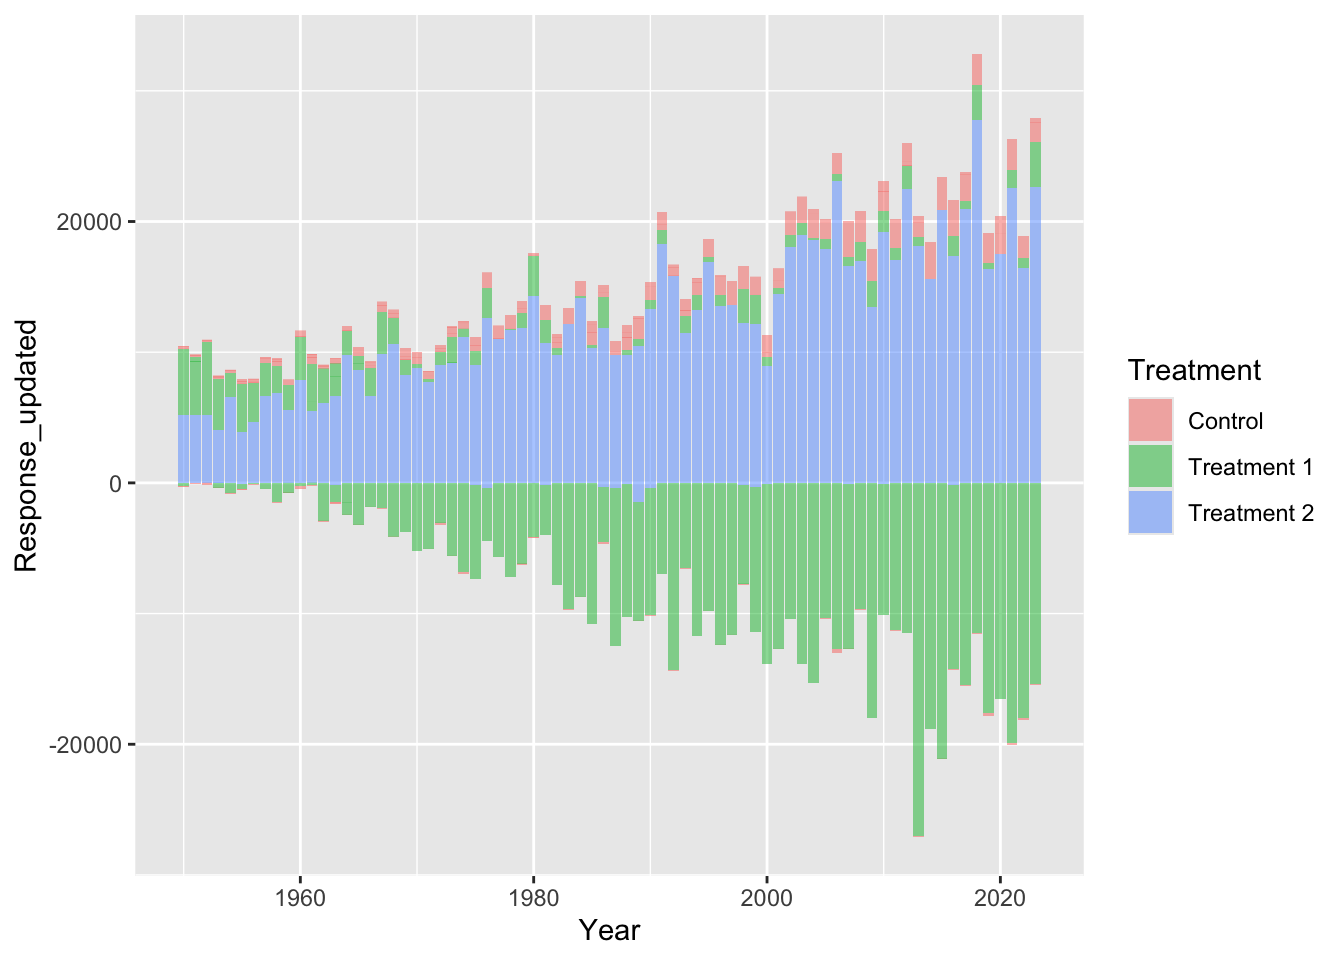 Response_updated
20000
0
-20000
1960
1980
2000
2020
Year
Treatment
Control
Treatment 1
Treatment 2